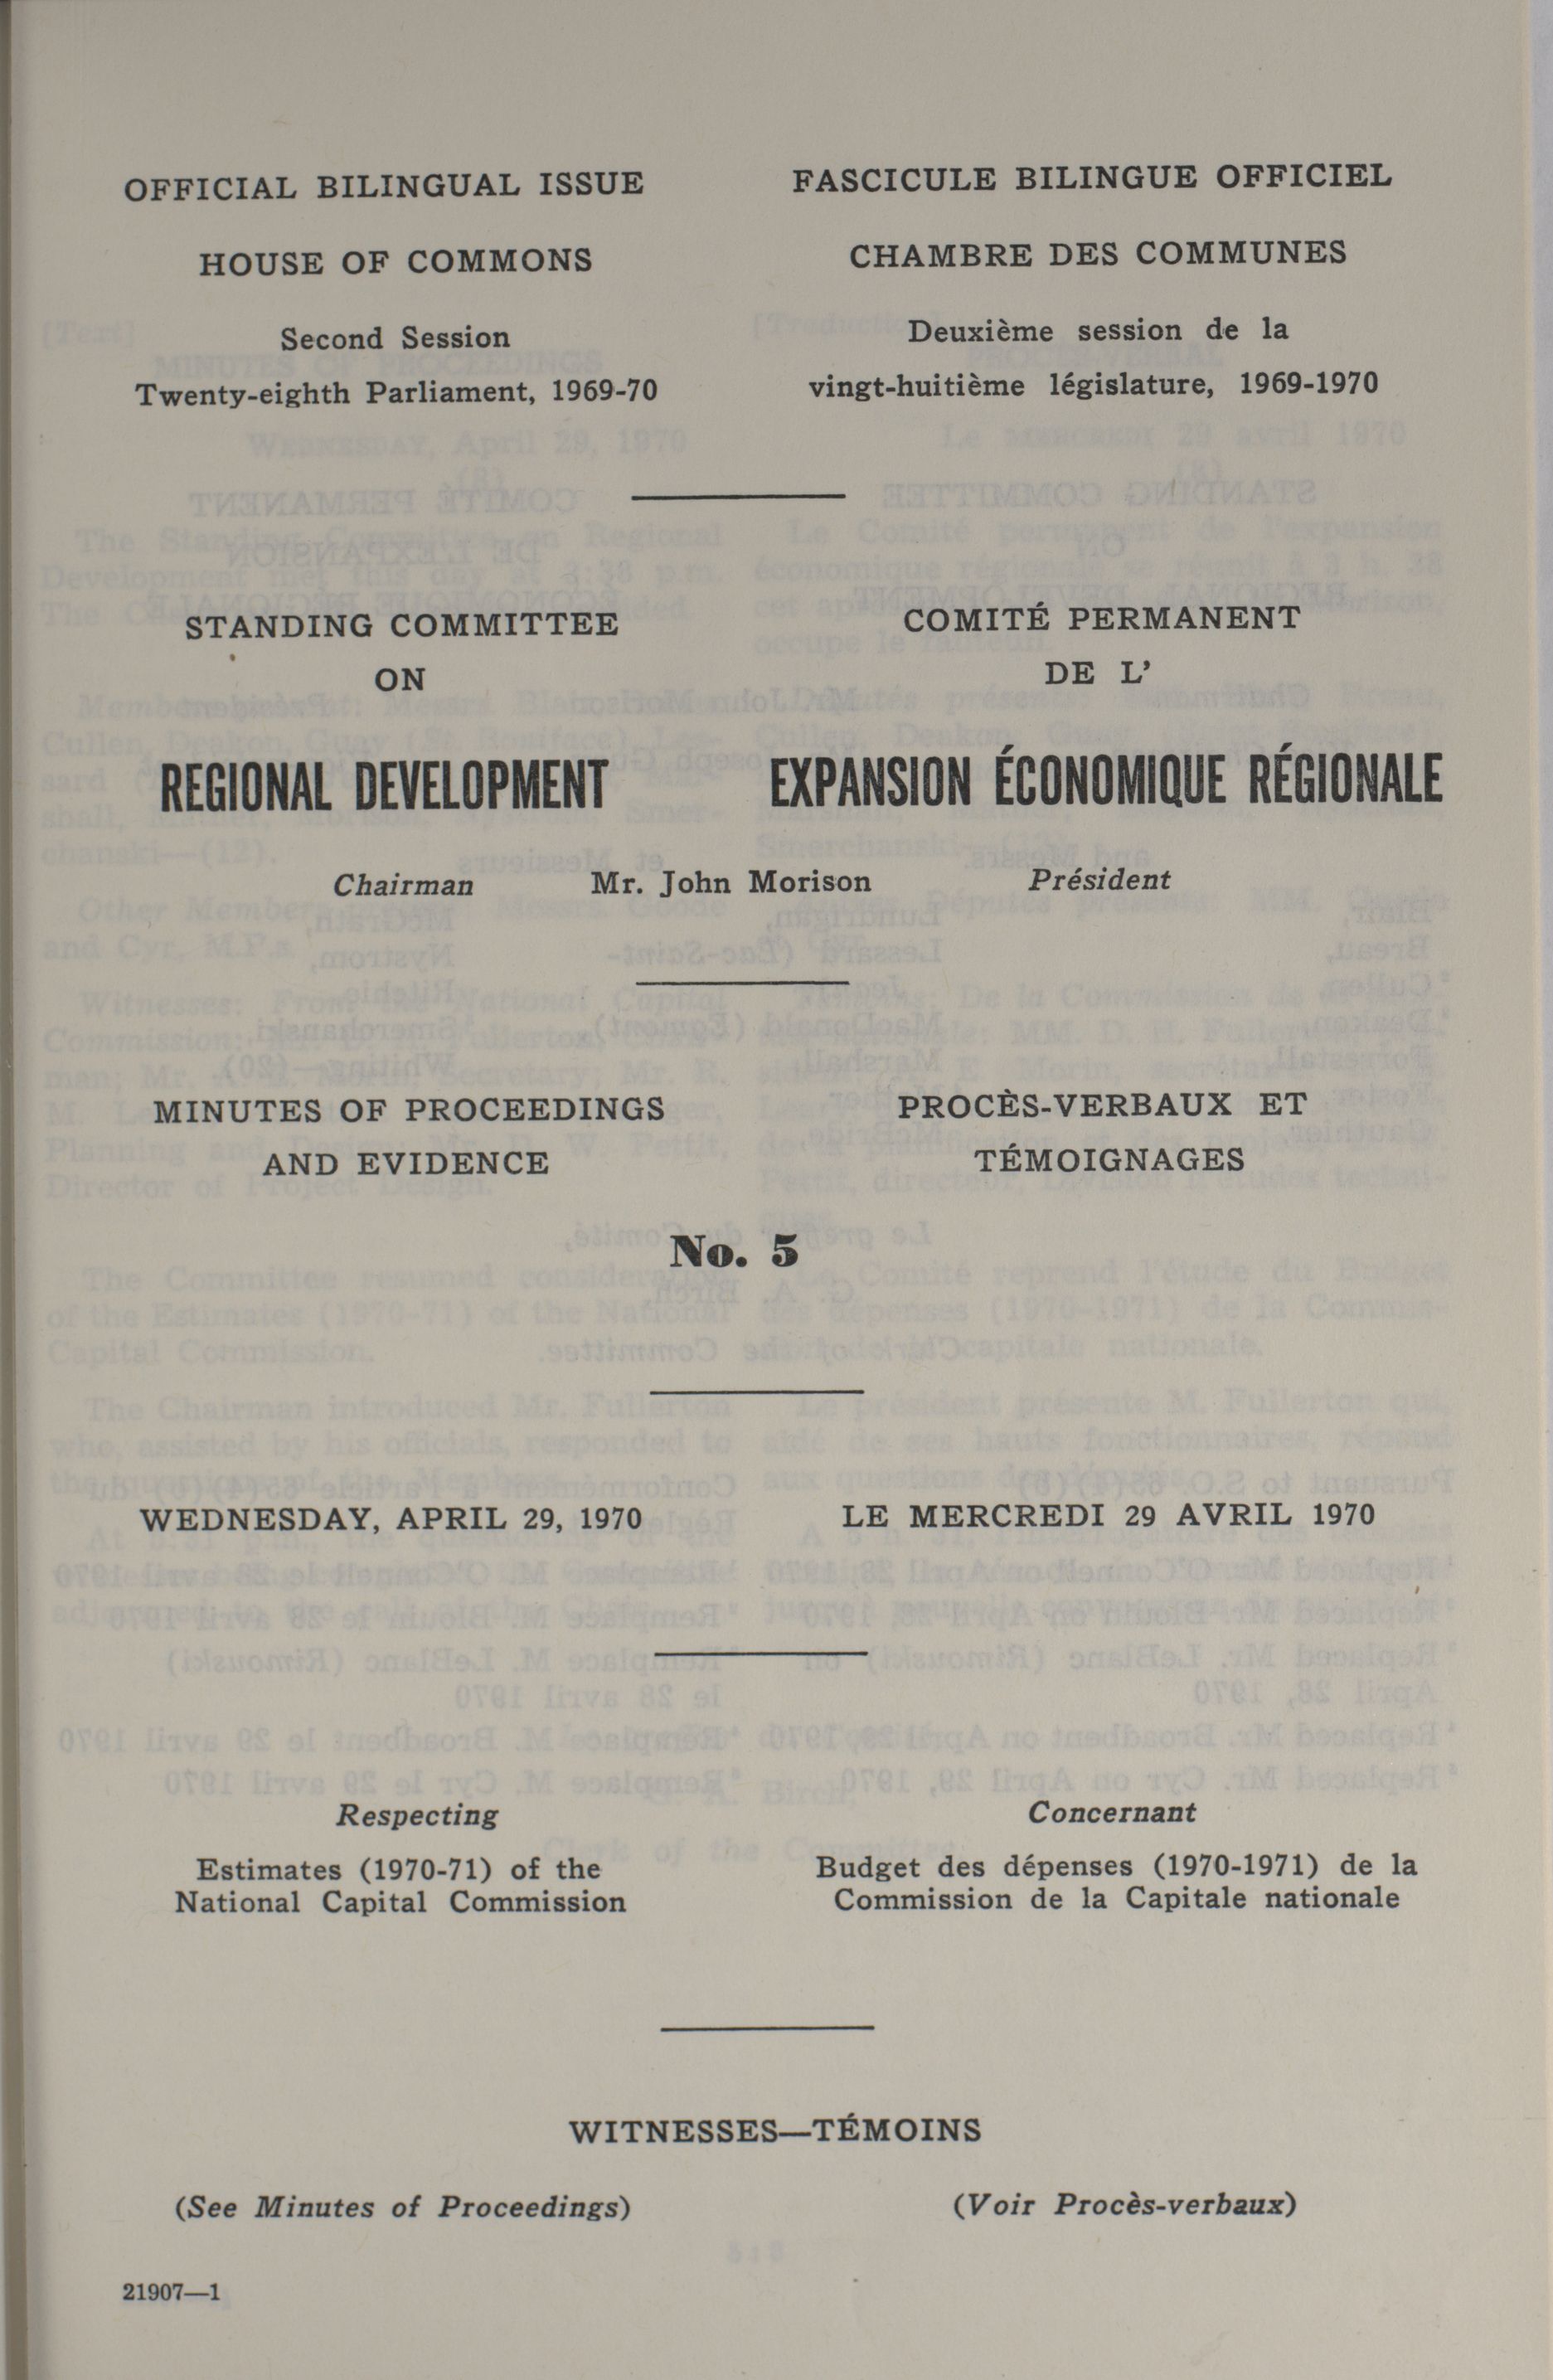 OFFICIAL BILINGUAL ISSUE
HOUSE OF COMMONS
Second Session
Twenty-eighth Parliament, 1969-70
FASCICULE BILINGUE OFFICIEL
CHAMBRE DES COMMUNES
Deuxième session de la
vingt-huitième législature, 1969-1970
STANDING COMMITTEE
ON
REGIONAL DEVELOPMENT
COMITÉ PERMANENT
DE L'
EXPANSION ÉCONOMIQUE RÉGIONALE
Chairman Mr. John Morison Président
MINUTES OF PROCEEDINGS
AND EVIDENCE
PROCÈS-VERBAUX ET
TÉMOIGNAGES
No. 5
WEDNESDAY, APRIL 29, 1970
LE MERCREDI 29 AVRIL 1970
Respecting
Estimates (1970-71) of the
National Capital Commission
Concernant
Budget des dépenses (1970-1971) de la
Commission de la Capitale nationale
WITNESSES—TÉMOINS
(See Minutes of Proceedings)
(Voir Procès-verbaux)
21907—1